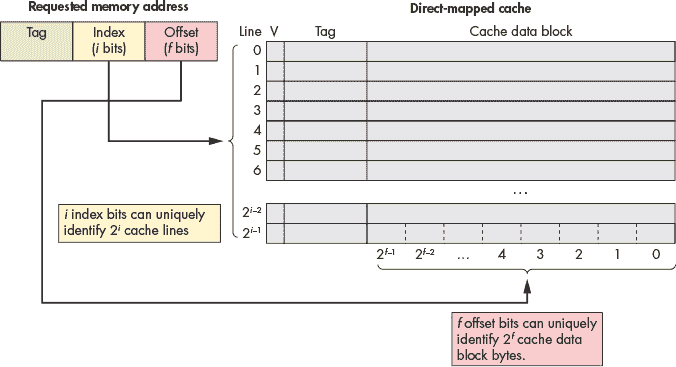 Requested memory address
Direct-mapped cache
Tag
Index
(i bits)
Offset
(f bits)
Line V Tag Cache data block
0
1
2
3
4
5
6
...
2^i–2
2^i–1
i index bits can uniquely
identify 2^i cache lines
2^f–1 2^f–2 ... 4 3 2 1 0
f offset bits can uniquely
identify 2^f cache data
block bytes.